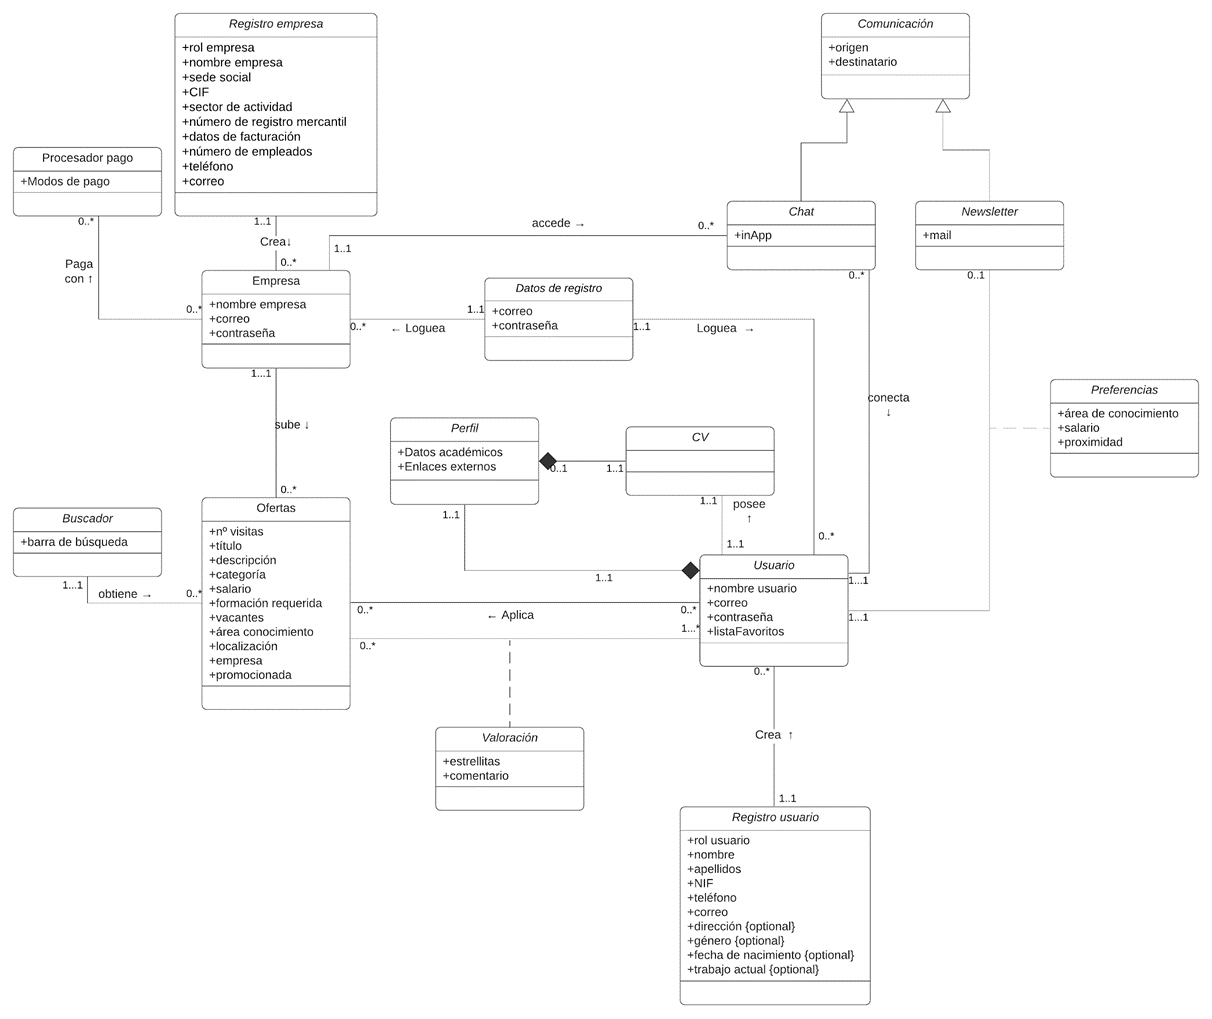 Registro empresa
+rol empresa
+nombre empresa
+sede social
+CIF
+sector de actividad
+número de registro mercantil
+datos de facturación
+número de empleados
+teléfono
+correo
Comunicación
+origen
+destinatario
Procesador pago
+Modos de pago
0..*
Paga
con ↑
0..*
1..1
Crea↓
0..*
1..1
accede →
0..*
Chat
+inApp
0..*
Newsletter
+mail
0..1
Empresa
+nombre empresa
+correo
+contraseña
1...1
0..*
← Loguea
1..1
Datos de registro
+correo
+contraseña
1..1
Loguea →
0..*
conecta
↓
Preferencias
+área de conocimiento
+salario
+proximidad
sube ↓
0..*
Perfil
+Datos académicos
+Enlaces externos
0..1
1..1
CV
1..1
posee
↑
1..1
1..1
1..1
Buscador
+barra de búsqueda
1...1
obtiene →
0..*
Ofertas
+nº visitas
+título
+descripción
+categoría
+salario
+formación requerida
+vacantes
+área conocimiento
+localización
+empresa
+promocionada
0..*
← Aplica
0..*
0..*
1...*
Usuario
+nombre usuario
+correo
+contraseña
+listaFavoritos
1...1
1...1
0..*
Valoración
+estrellitas
+comentario
Crea ↑
1..1
Registro usuario
+rol usuario
+nombre
+apellidos
+NIF
+teléfono
+correo
+dirección {optional}
+género {optional}
+fecha de nacimiento {optional}
+trabajo actual {optional}